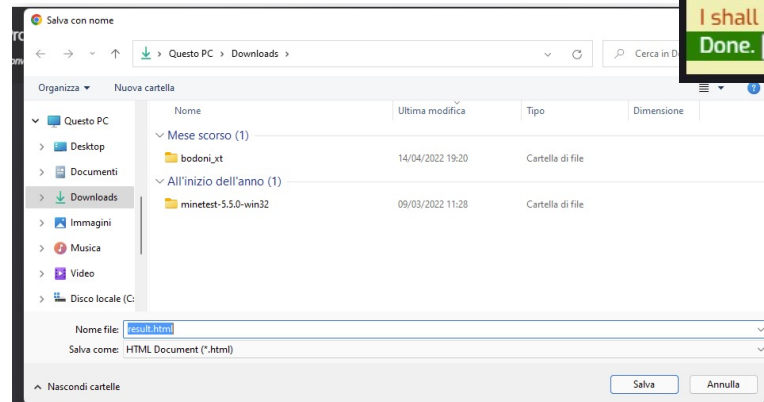 Salva con nome
I shall
Done.
Questo PC > Downloads >
Cerca in
Organizza Nuova cartella
Nome Ultima modifica Tipo Dimensione
Questo PC
Desktop
Documenti
Downloads
Immagini
Musica
Video
Disco locale (C:
Mese scorso (1)
bodoni_xt 14/04/2022 19:20 Cartella di file
All'inizio dell'anno (1)
minetest-5.5.0-win32 09/03/2022 11:28 Cartella di file
Nome file: result.html
Salva come: HTML Document (*.html)
Nascondi cartelle
Salva Annulla